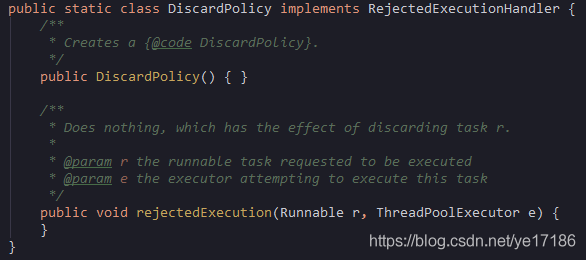 public static class DiscardPolicy implements RejectedExecutionHandler {
    /**
     * Creates a {@code DiscardPolicy}.
     */
    public DiscardPolicy() { }

    /**
     * Does nothing, which has the effect of discarding task r.
     *
     * @param r the runnable task requested to be executed
     * @param e the executor attempting to execute this task
     */
    public void rejectedExecution(Runnable r, ThreadPoolExecutor e) {
    }
}
https://blog.csdn.net/ye17186